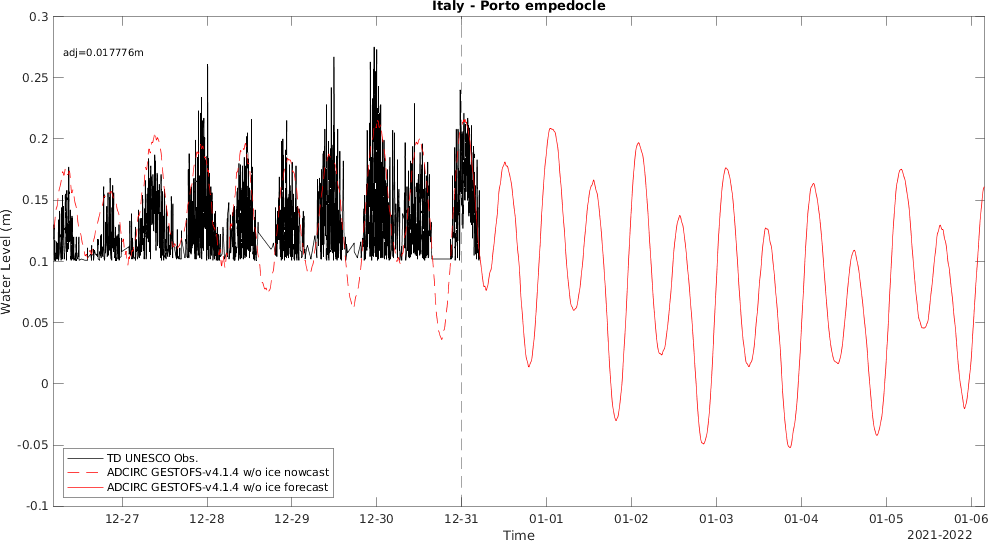 Italy - Porto empedocle
adj=0.017776m
0.3
0.25
0.2
0.15
0.1
0.05
0
-0.05
-0.1
Water Level (m)
TD UNESCO Obs.
ADCIRC GESTOFS-v4.1.4 w/o ice nowcast
ADCIRC GESTOFS-v4.1.4 w/o ice forecast
12-27 12-28 12-29 12-30 12-31 01-01 01-02 01-03 01-04 01-05 01-06
Time
2021-2022